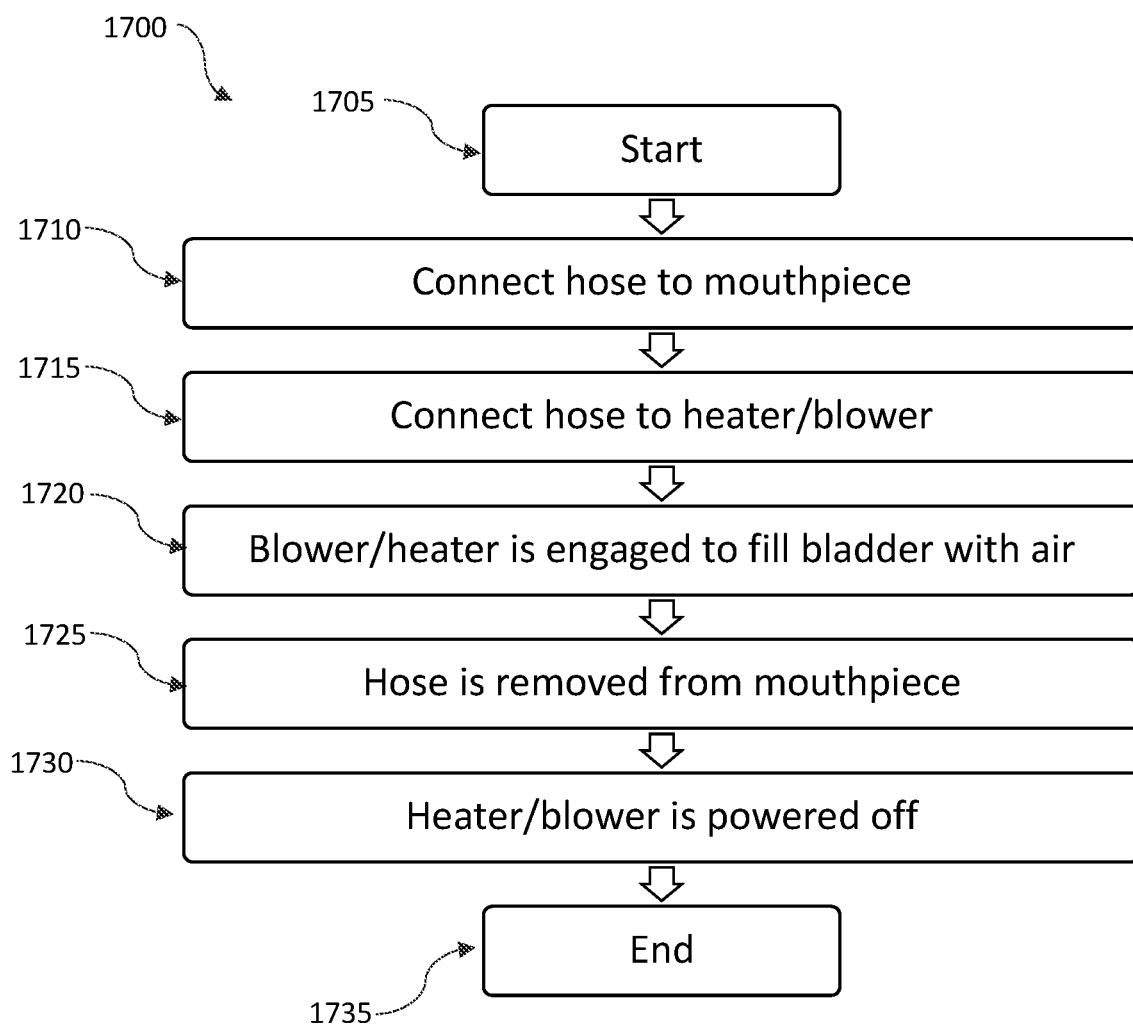 1700
1705
Start
1710
Connect hose to mouthpiece
1715
Connect hose to heater/blower
1720
Blower/heater is engaged to fill bladder with air
1725
Hose is removed from mouthpiece
1730
Heater/blower is powered off
End
1735